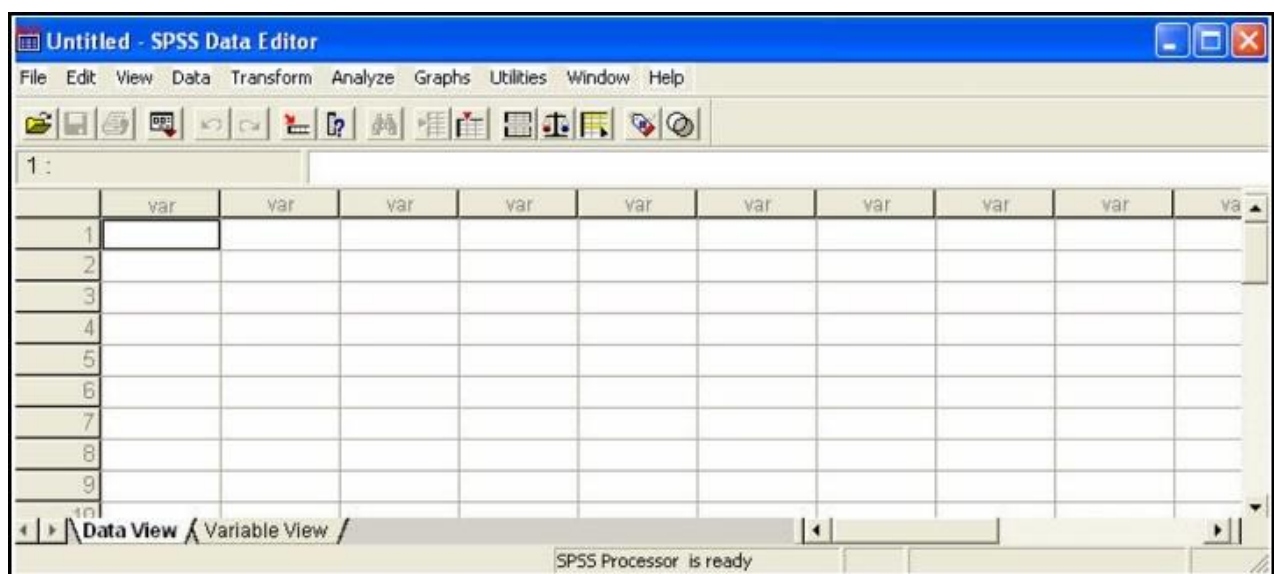 Untitled - SPSS Data Editor
File Edit View Data Transform Analyze Graphs Utilities Window Help
1 :
var var var var var var var var var va
1
2
3
4
5
6
7
8
9
10
Data View Variable View
SPSS Processor is ready